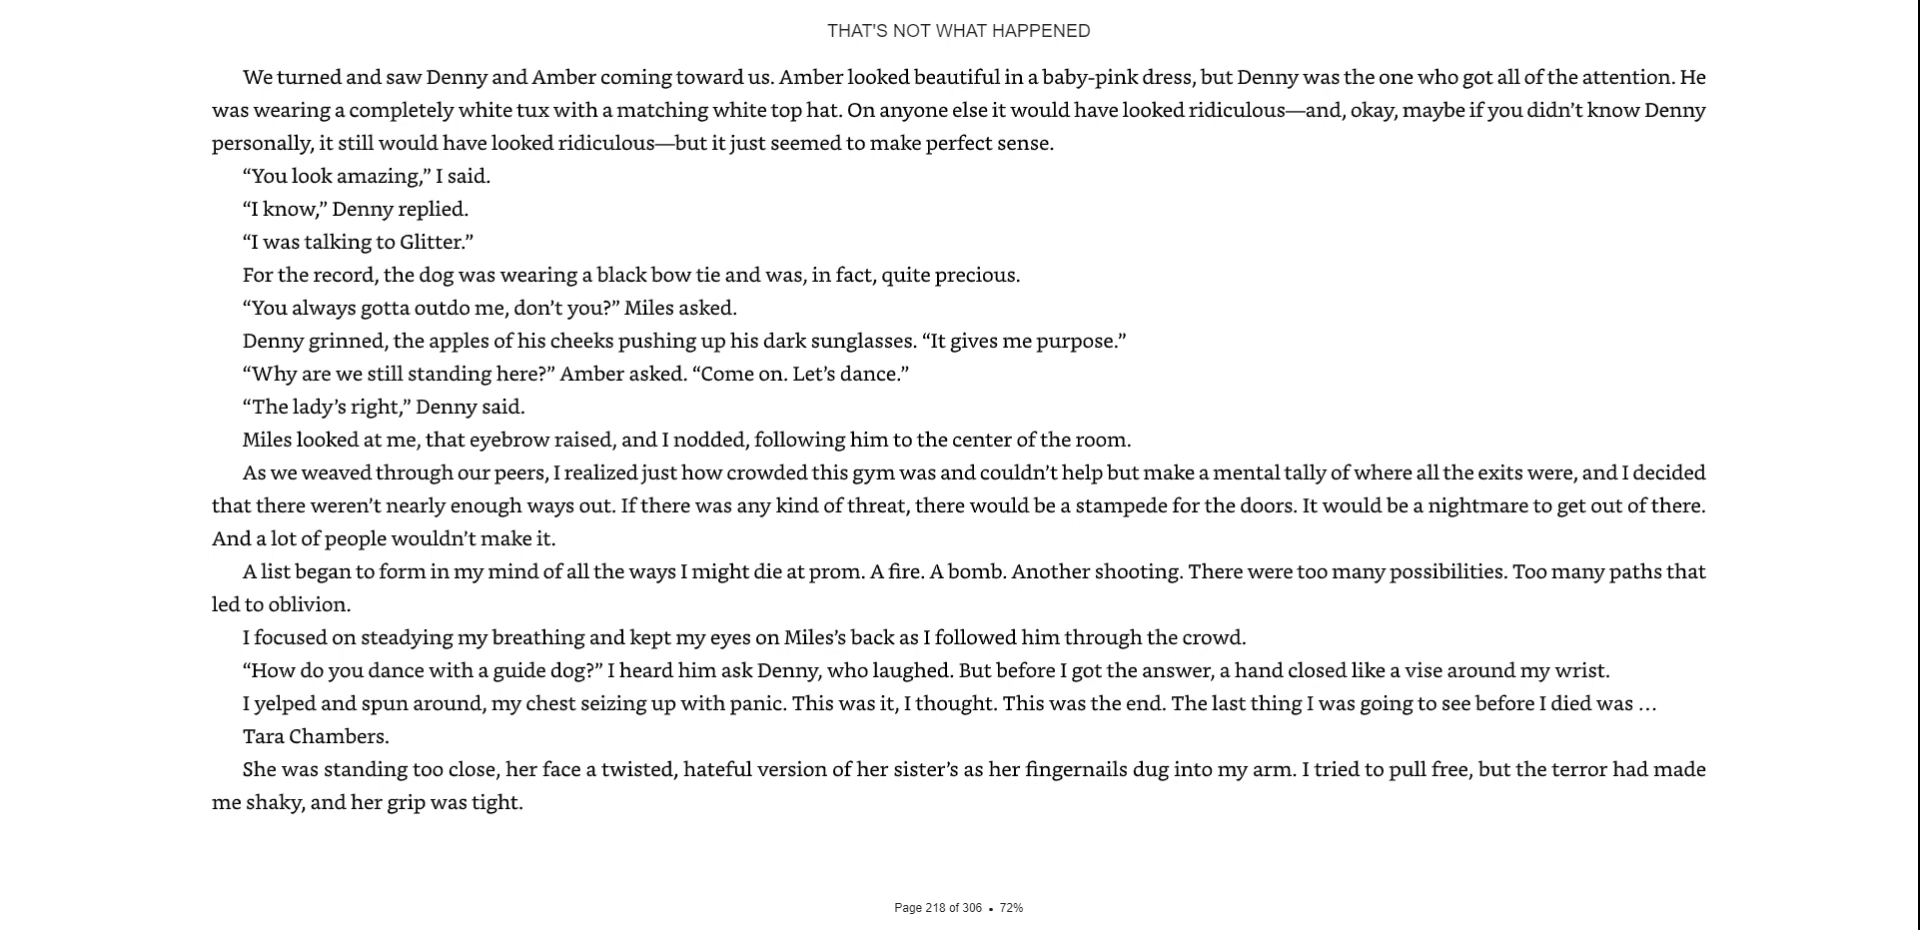 THAT'S NOT WHAT HAPPENED
We turned and saw Denny and Amber coming toward us. Amber looked beautiful in a baby-pink dress, but Denny was the one who got all of the attention. He
was wearing a completely white tux with a matching white top hat. On anyone else it would have looked ridiculous—and, okay, maybe if you didn’t know Denny
personally, it still would have looked ridiculous—but it just seemed to make perfect sense.
“You look amazing,” I said.
“I know,” Denny replied.
“I was talking to Glitter.”
For the record, the dog was wearing a black bow tie and was, in fact, quite precious.
“You always gotta outdo me, don’t you?” Miles asked.
Denny grinned, the apples of his cheeks pushing up his dark sunglasses. “It gives me purpose.”
“Why are we still standing here?” Amber asked. “Come on. Let’s dance.”
“The lady’s right,” Denny said.
Miles looked at me, that eyebrow raised, and I nodded, following him to the center of the room.
As we weaved through our peers, I realized just how crowded this gym was and couldn’t help but make a mental tally of where all the exits were, and I decided
that there weren’t nearly enough ways out. If there was any kind of threat, there would be a stampede for the doors. It would be a nightmare to get out of there.
And a lot of people wouldn’t make it.
A list began to form in my mind of all the ways I might die at prom. A fire. A bomb. Another shooting. There were too many possibilities. Too many paths that
led to oblivion.
I focused on steadying my breathing and kept my eyes on Miles’s back as I followed him through the crowd.
“How do you dance with a guide dog?” I heard him ask Denny, who laughed. But before I got the answer, a hand closed like a vise around my wrist.
I yelped and spun around, my chest seizing up with panic. This was it, I thought. This was the end. The last thing I was going to see before I died was …
Tara Chambers.
She was standing too close, her face a twisted, hateful version of her sister’s as her fingernails dug into my arm. I tried to pull free, but the terror had made
me shaky, and her grip was tight.
Page 218 of 306 • 72%